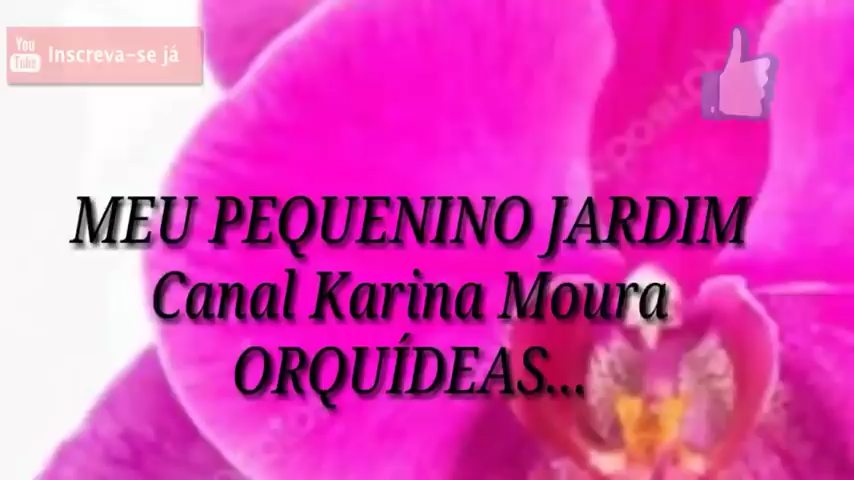 You Tube Inscreva-se já
MEU PEQUENINO JARDIM
Canal Karina Moura
ORQUÍDEAS...